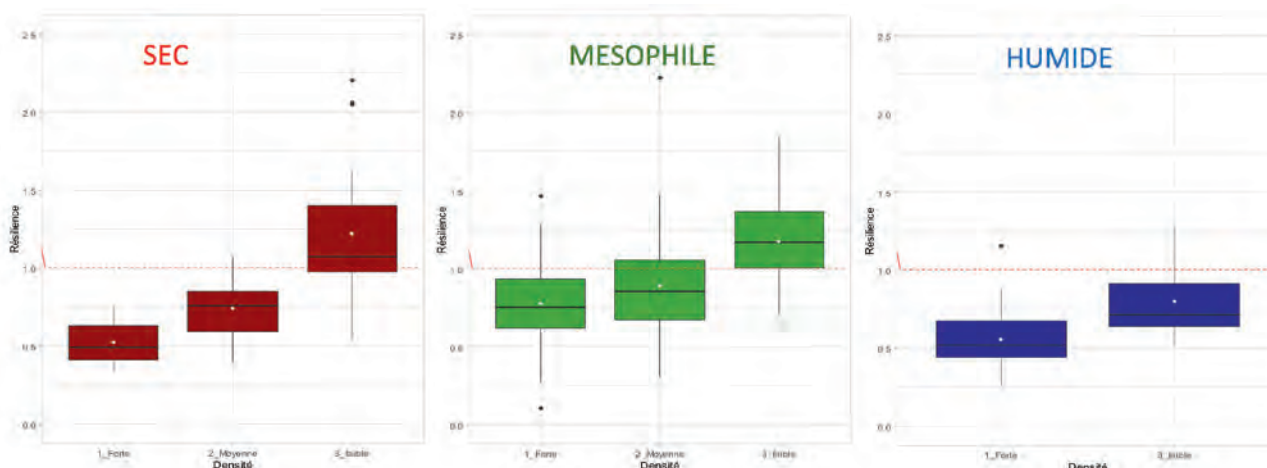 SEC
2.5
2.0
1.5
1.0
0.5
0.0
Résilience
1_Forte
2_Moyenne
3_faible
Densité
MESOPHILE
2.5
2.0
1.5
1.0
0.5
0.0
Résilience
1_Forte
2_Moyenne
3_faible
Densité
HUMIDE
2.5
2.0
1.5
1.0
0.5
0.0
Résilience
1_Forte
3_faible
Densité